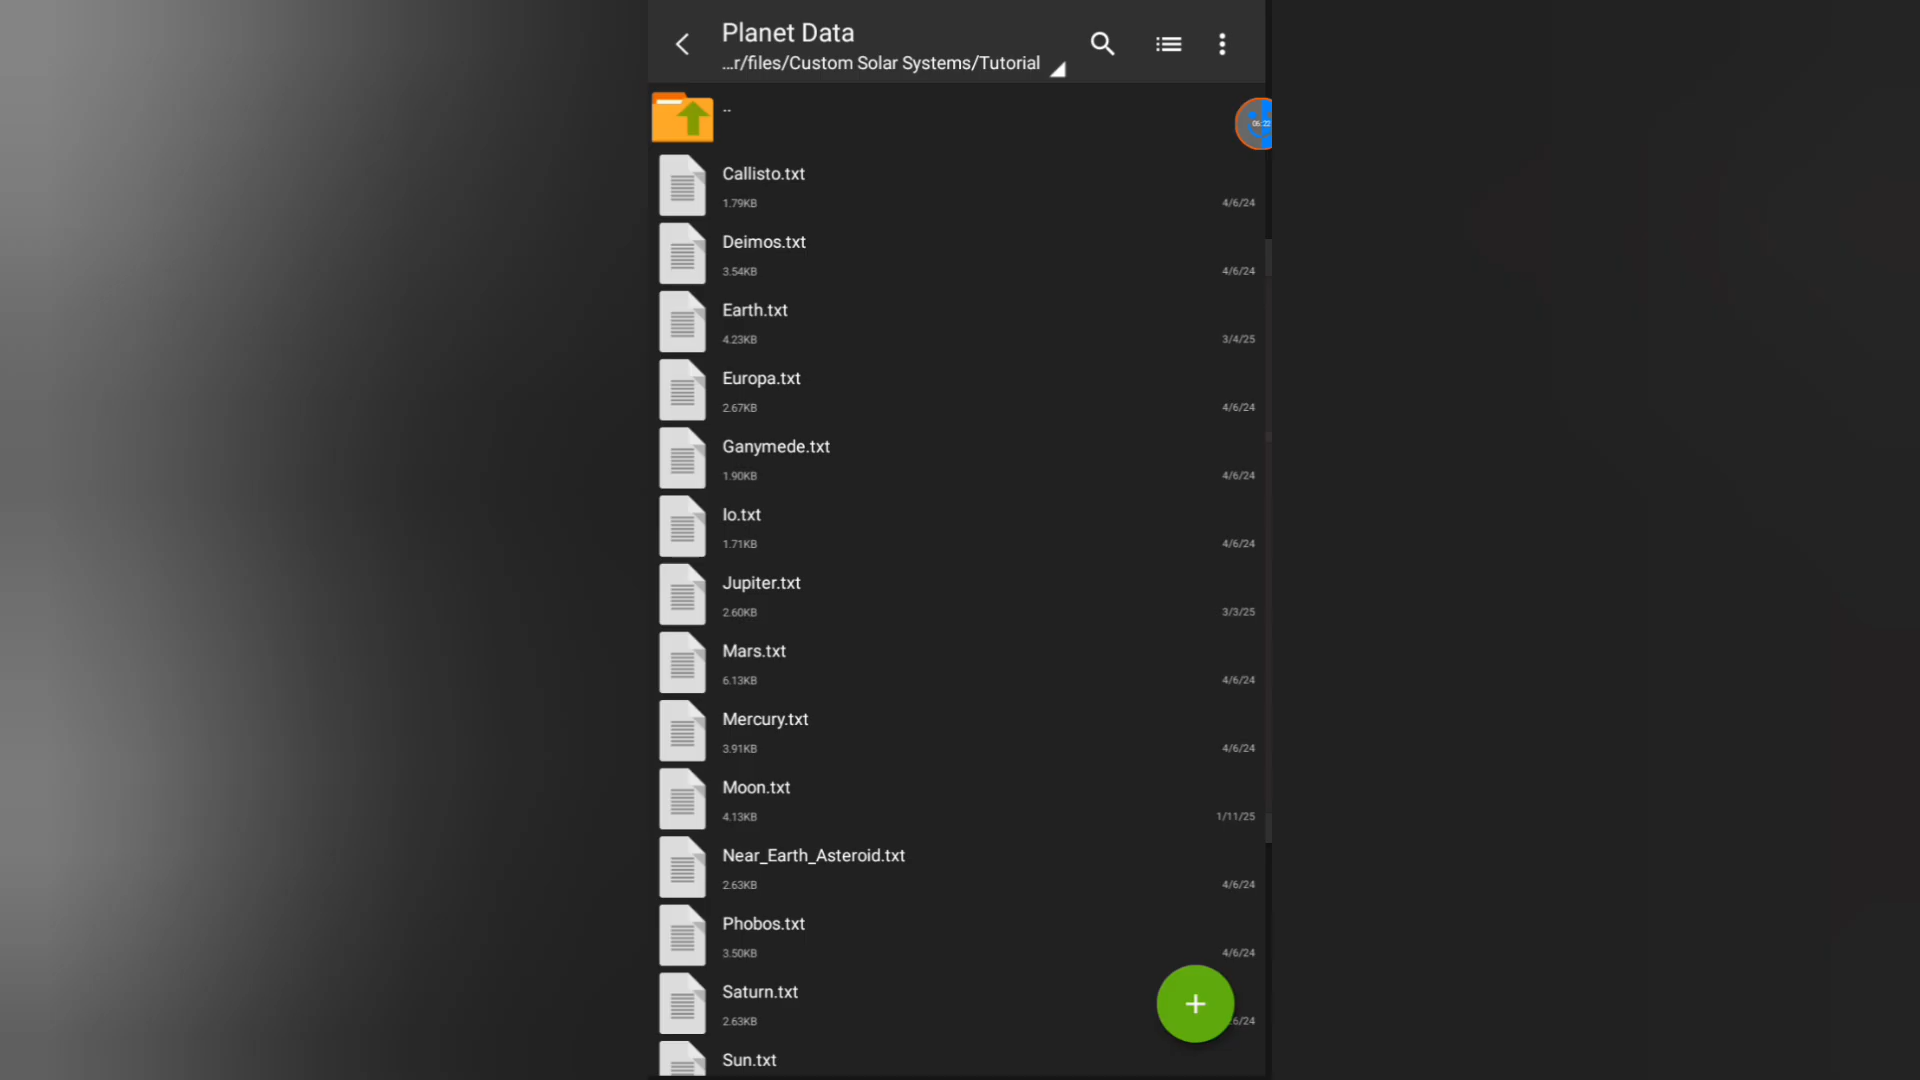 Planet Data
...r/files/Custom Solar Systems/Tutorial
..
06:22
Callisto.txt
1.79KB
4/6/24
Deimos.txt
3.54KB
4/6/24
Earth.txt
4.23KB
3/4/25
Europa.txt
2.67KB
4/6/24
Ganymede.txt
1.90KB
4/6/24
Io.txt
1.71KB
4/6/24
Jupiter.txt
2.60KB
3/3/25
Mars.txt
6.13KB
4/6/24
Mercury.txt
3.91KB
4/6/24
Moon.txt
4.13KB
1/11/25
Near_Earth_Asteroid.txt
2.63KB
4/6/24
Phobos.txt
3.50KB
4/6/24
Saturn.txt
2.63KB
6/24
Sun.txt